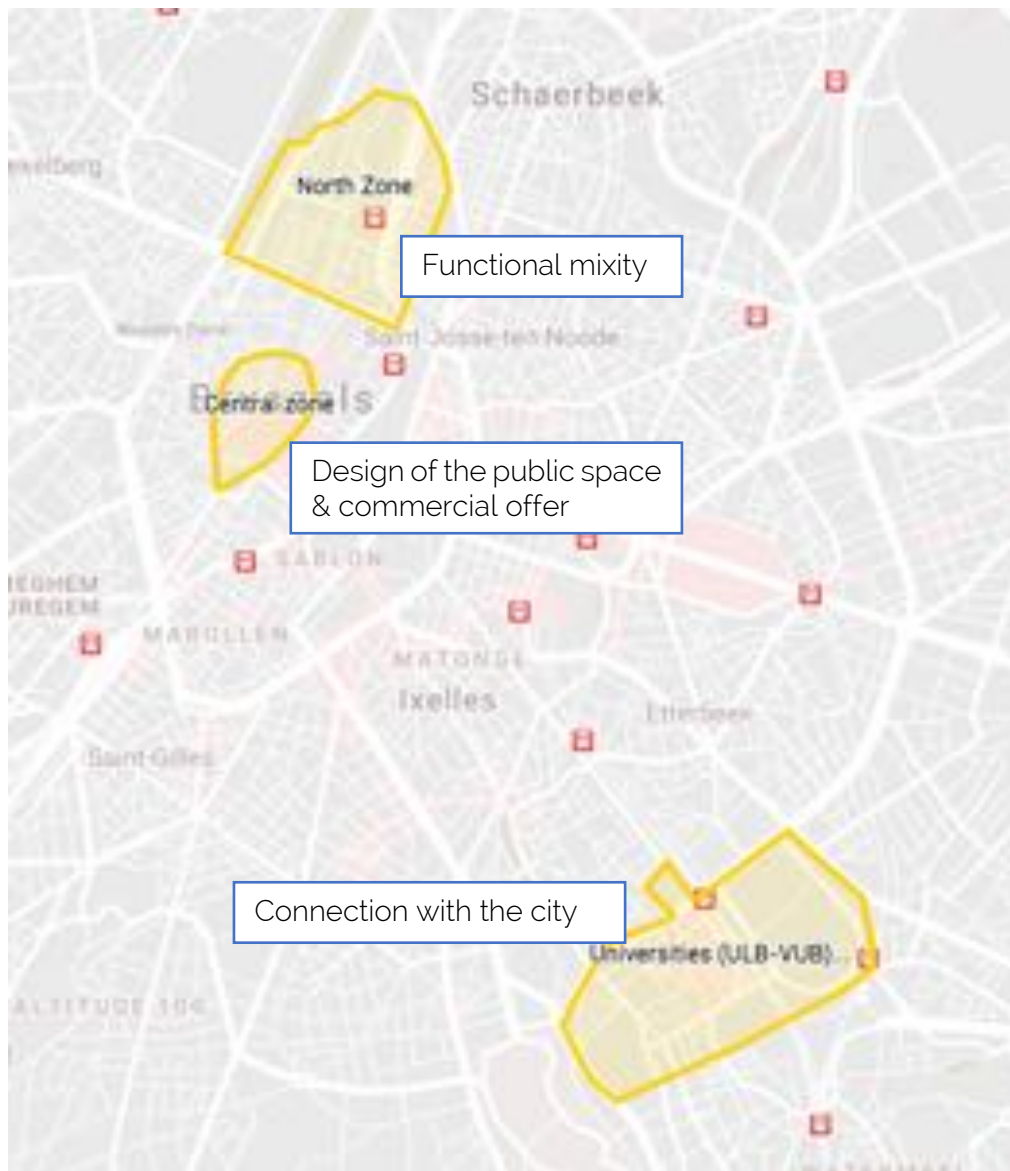 Schaerbeek
North Zone
Functional mixity
Saint-Josse-ten-Noode
Central zone
Design of the public space
& commercial offer
SABLON
MAROLLEN
MATONGE
Ixelles
Etterbeek
Saint-Gilles
Connection with the city
Universities (ULB-VUB)...
ALTITUDE 100